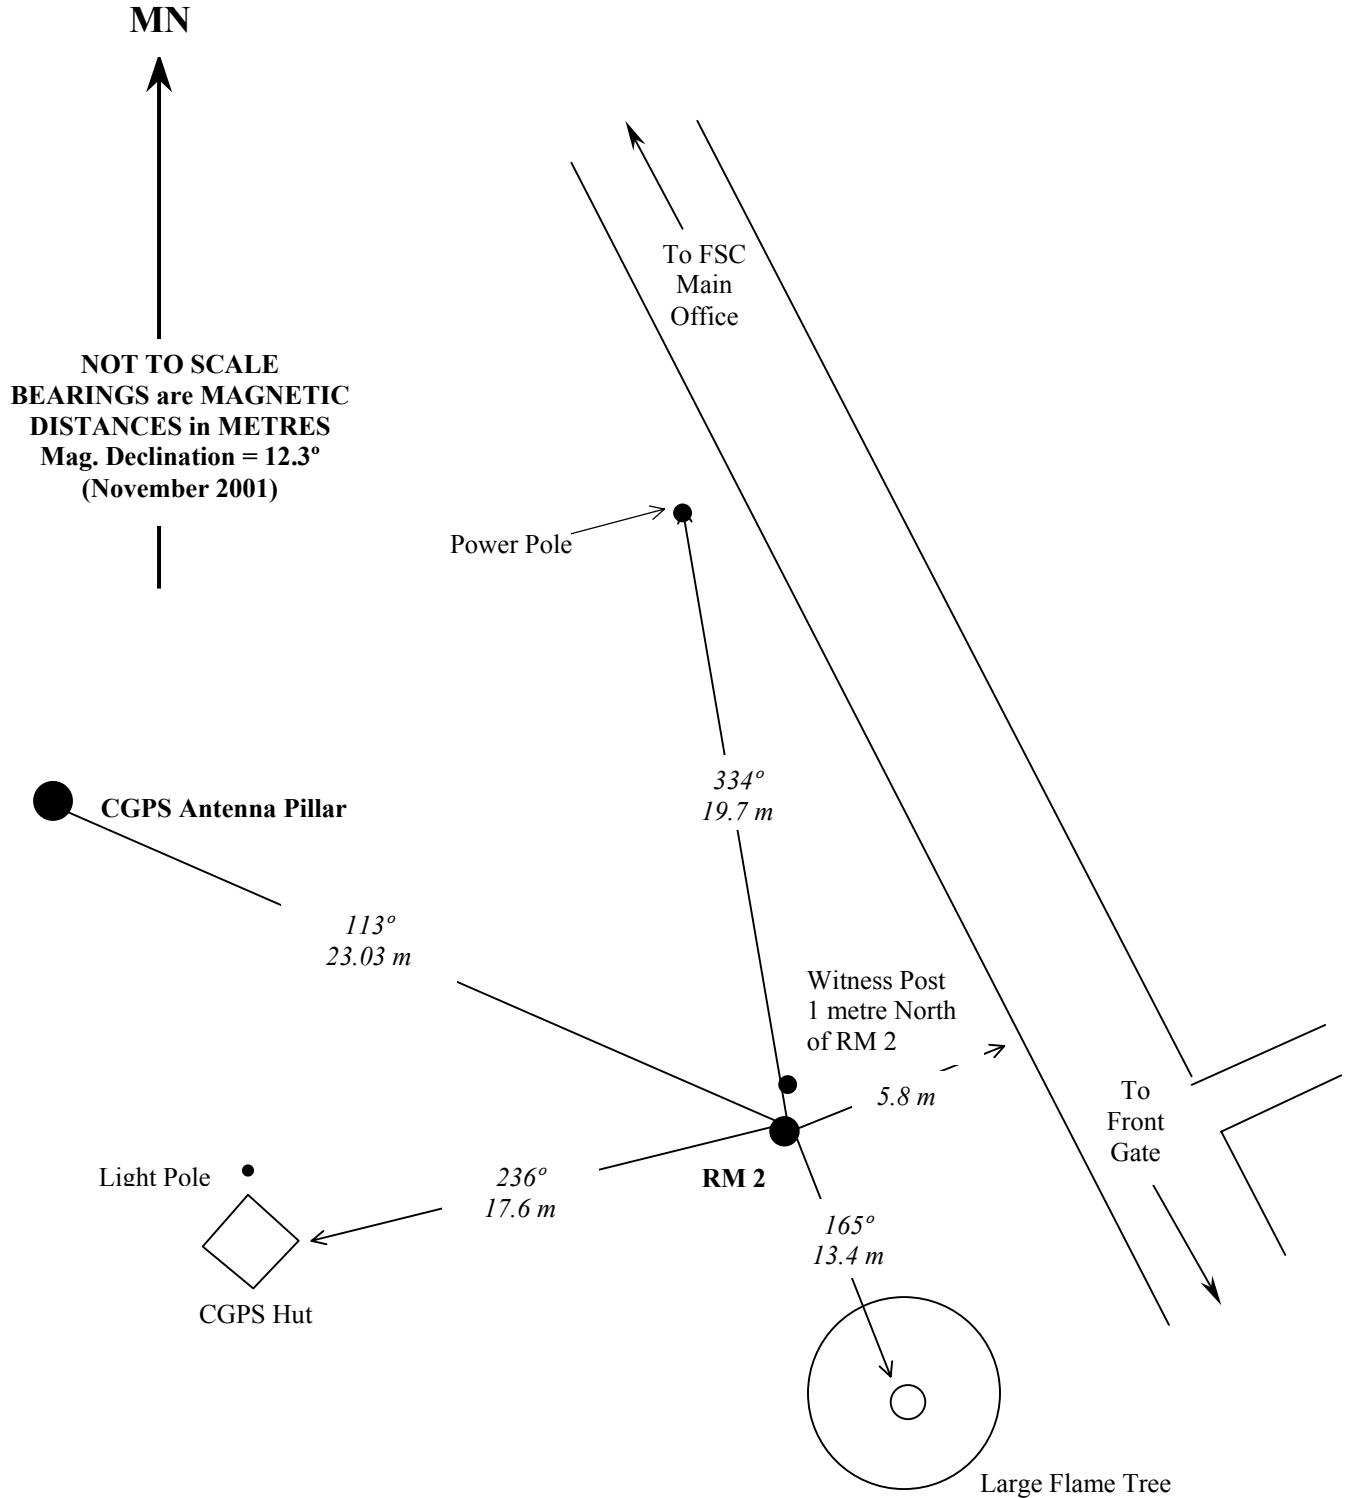 MN
To FSC
Main
Office
NOT TO SCALE
BEARINGS are MAGNETIC
DISTANCES in METRES
Mag. Declination = 12.3º
(November 2001)
Power Pole
334º
19.7 m
CGPS Antenna Pillar
113º
23.03 m
Witness Post
1 metre North
of RM 2
5.8 m
To
Front
Gate
Light Pole
236º
17.6 m
RM 2
165º
13.4 m
CGPS Hut
Large Flame Tree